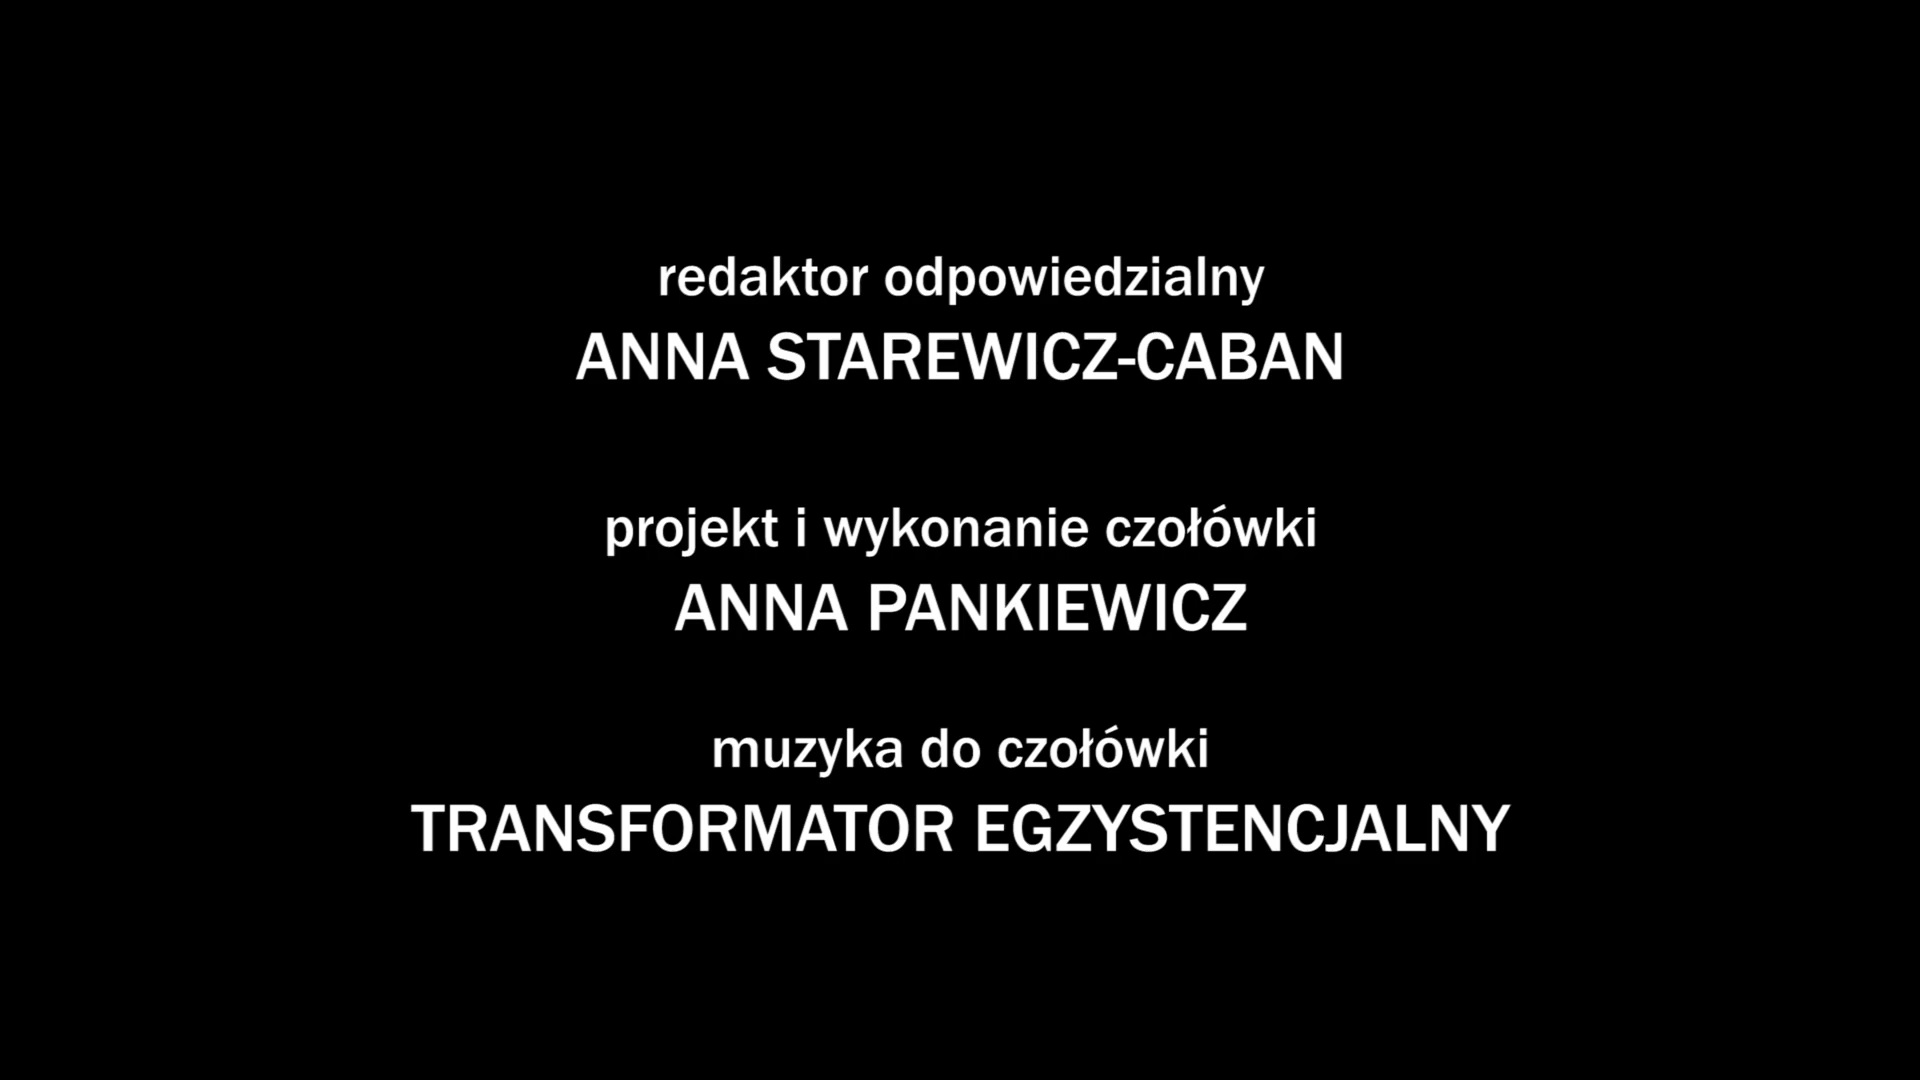 redaktor odpowiedzialny
ANNA STAREWICZ-CABAN
projekt i wykonanie czołówki
ANNA PANKIEWICZ
muzyka do czołówki
TRANSFORMATOR EGZYSTENCJALNY